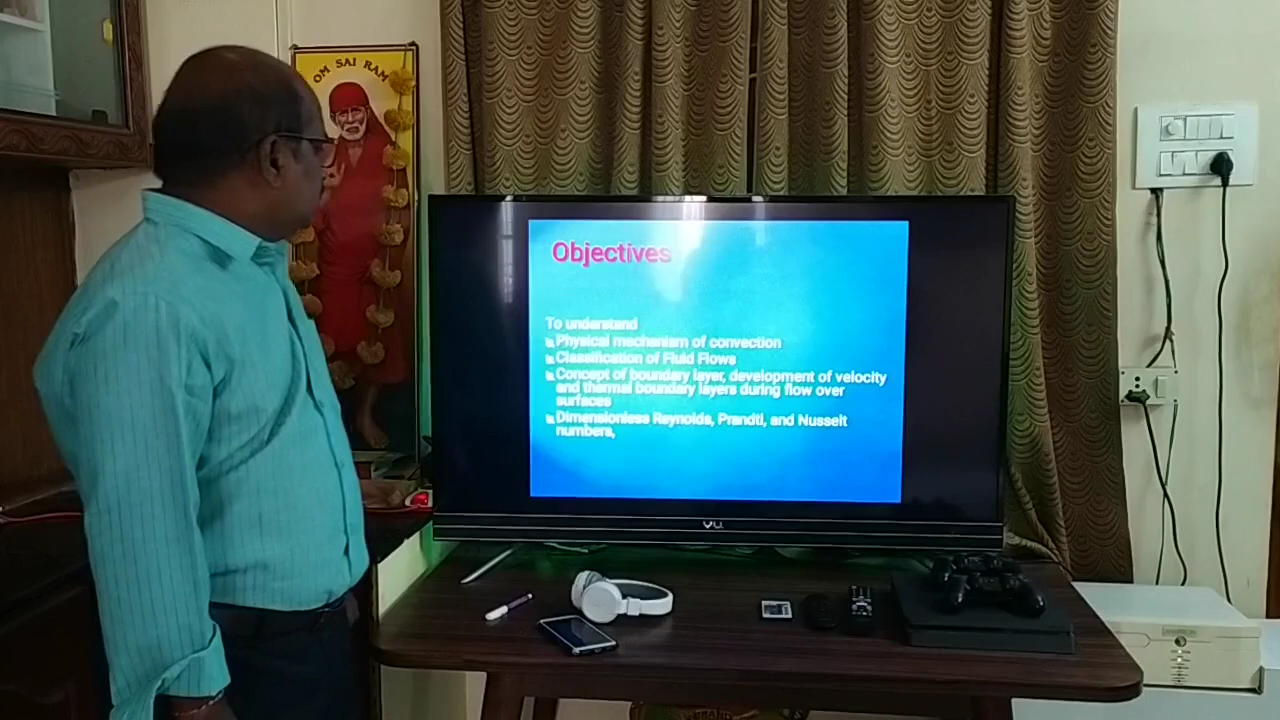 OM SAI RAM
Objectives
To understand
Physical mechanism of convection
Classification of Fluid Flows
Concept of boundary layer, development of velocity
and thermal boundary layers during flow over
surfaces
Dimensionless Reynolds, Prandtl, and Nusselt
numbers,
Vu